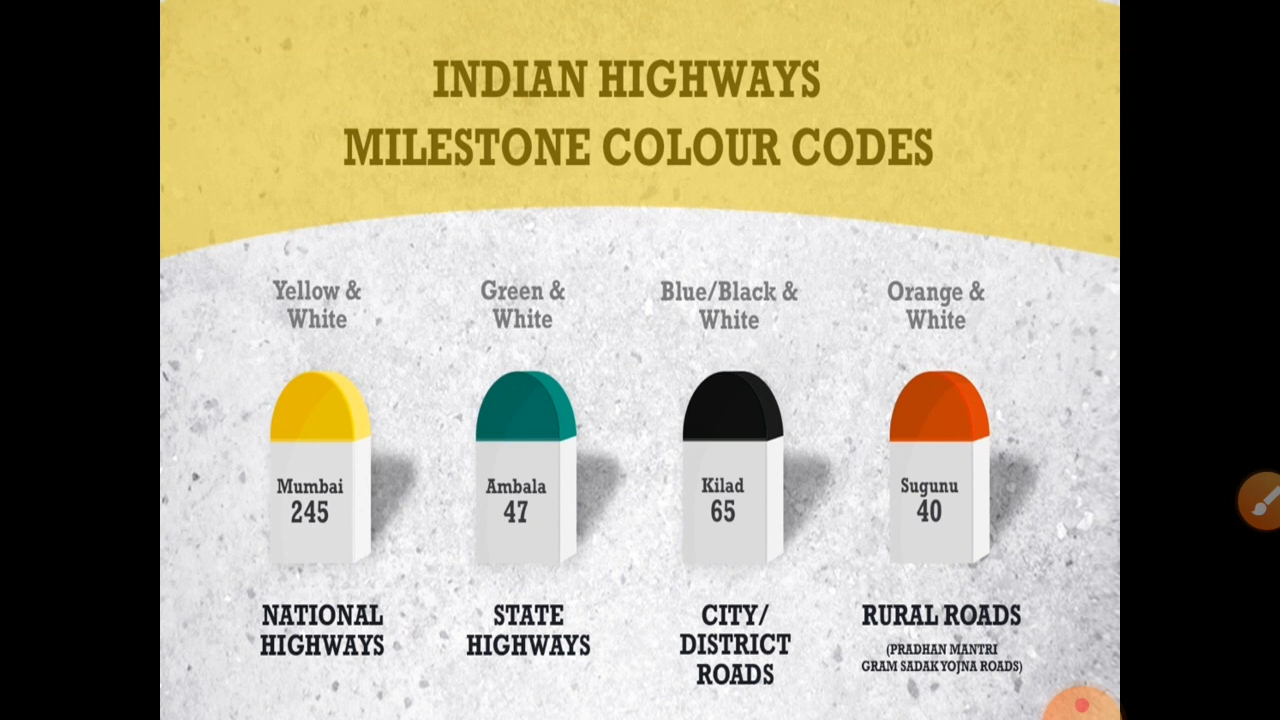 INDIAN HIGHWAYS
MILESTONE COLOUR CODES
Yellow &
White
Green &
White
Blue/Black &
White
Orange &
White
Mumbai
245
Ambala
47
Kilad
65
Sugunu
40
NATIONAL
HIGHWAYS
STATE
HIGHWAYS
CITY/
DISTRICT
ROADS
RURAL ROADS
(PRADHAN MANTRI
GRAM SADAK YOJNA ROADS)